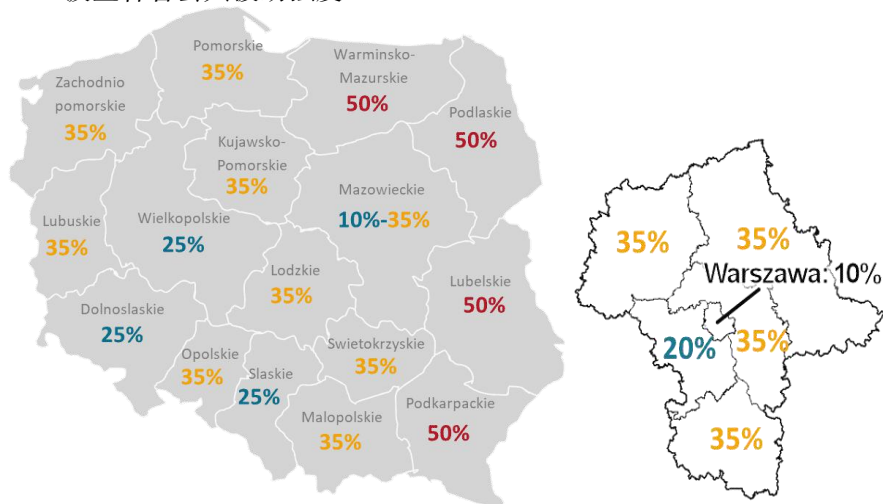 Pomorskie
35%
Warminsko-
Mazurskie
50%
Zachodnio
pomorskie
35%
Podlaskie
50%
Kujawsko-
Pomorskie
35%
Mazowieckie
10%-35%
Lubuskie
35%
Wielkopolskie
25%
Lodzkie
35%
Lubelskie
50%
Dolnoslaskie
25%
Opolskie
35%
Slaskie
25%
Swietokrzyskie
35%
Malopolskie
35%
Podkarpackie
50%
35%
35%
Warszawa: 10%
20%
35%
35%